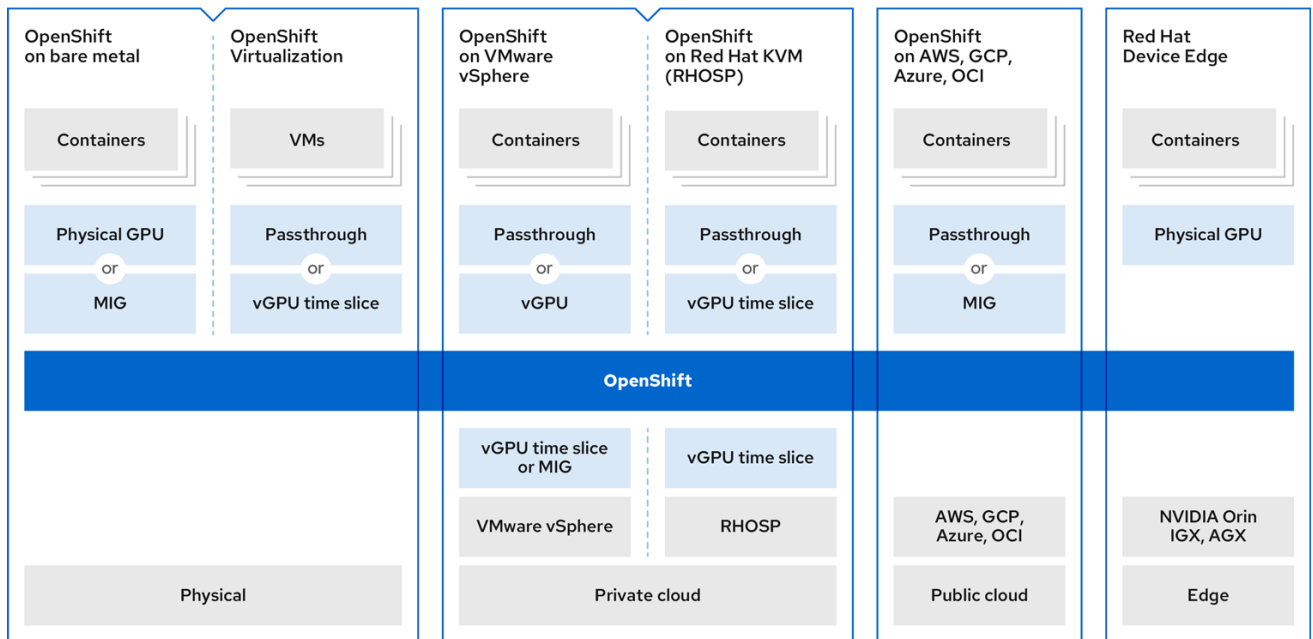 OpenShift
on bare metal
OpenShift
Virtualization
OpenShift
on VMware
vSphere
OpenShift
on Red Hat KVM
(RHOSP)
OpenShift
on AWS, GCP,
Azure, OCI
Red Hat
Device Edge
Containers
VMs
Containers
Containers
Containers
Containers
Physical GPU
Passthrough
Passthrough
Passthrough
Passthrough
Physical GPU
or
or
or
or
or
MIG
vGPU time slice
vGPU
vGPU time slice
MIG
OpenShift
vGPU time slice
or MIG
vGPU time slice
VMware vSphere
RHOSP
AWS, GCP,
Azure, OCI
NVIDIA Orin
IGX, AGX
Physical
Private cloud
Public cloud
Edge